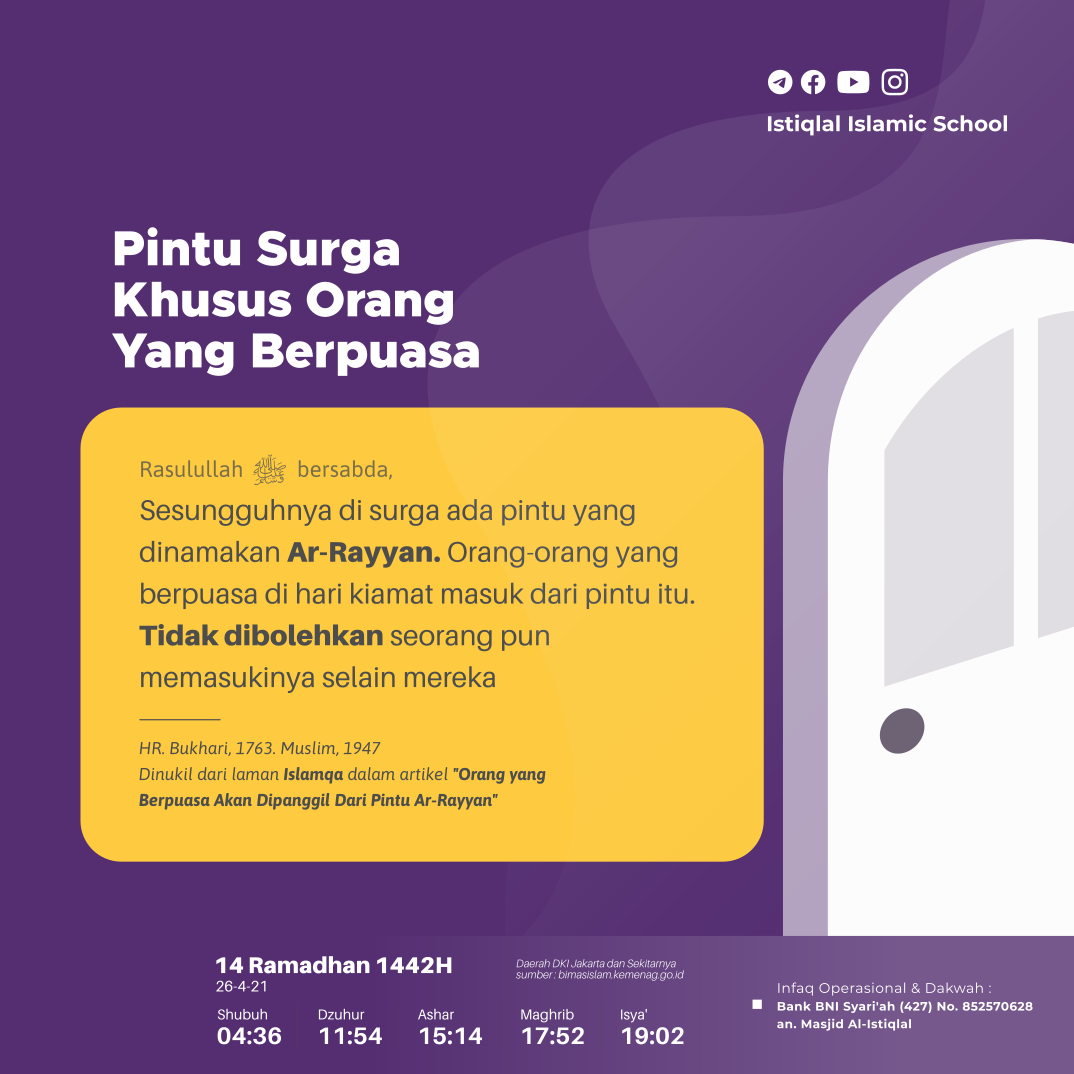 Istiqlal Islamic School
Pintu Surga
Khusus Orang
Yang Berpuasa
Rasulullah ﷺ bersabda,
Sesungguhnya di surga ada pintu yang
dinamakan Ar-Rayyan. Orang-orang yang
berpuasa di hari kiamat masuk dari pintu itu.
Tidak dibolehkan seorang pun
memasukinya selain mereka
HR. Bukhari, 1763. Muslim, 1947
Dinukil dari laman Islamqa dalam artikel "Orang yang
Berpuasa Akan Dipanggil Dari Pintu Ar-Rayyan"
14 Ramadhan 1442H
26-4-21
Daerah DKI Jakarta dan Sekitarnya
sumber : bimasislam.kemenag.go.id
Shubuh Dzuhur Ashar Maghrib Isya'
04:36 11:54 15:14 17:52 19:02
Infaq Operasional & Dakwah :
Bank BNI Syari'ah (427) No. 852570628
an. Masjid Al-Istiqlal